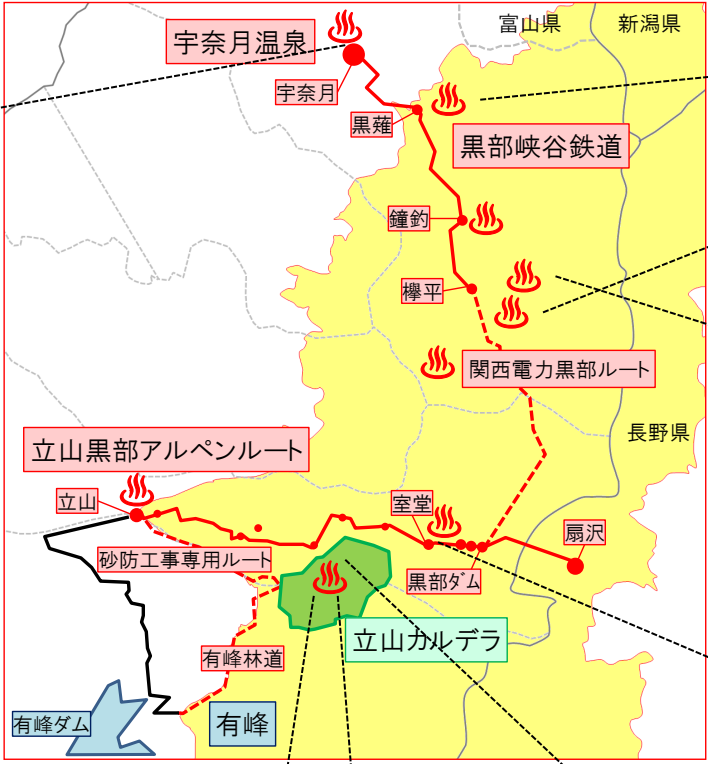 富山県
新潟県
宇奈月温泉
宇奈月
黒薙
黒部峡谷鉄道
鐘釣
欅平
関西電力黒部ルート
長野県
立山黒部アルペンルート
立山
室堂
扇沢
砂防工事専用ルート
黒部ダム
立山カルデラ
有峰林道
有峰ダム
有峰